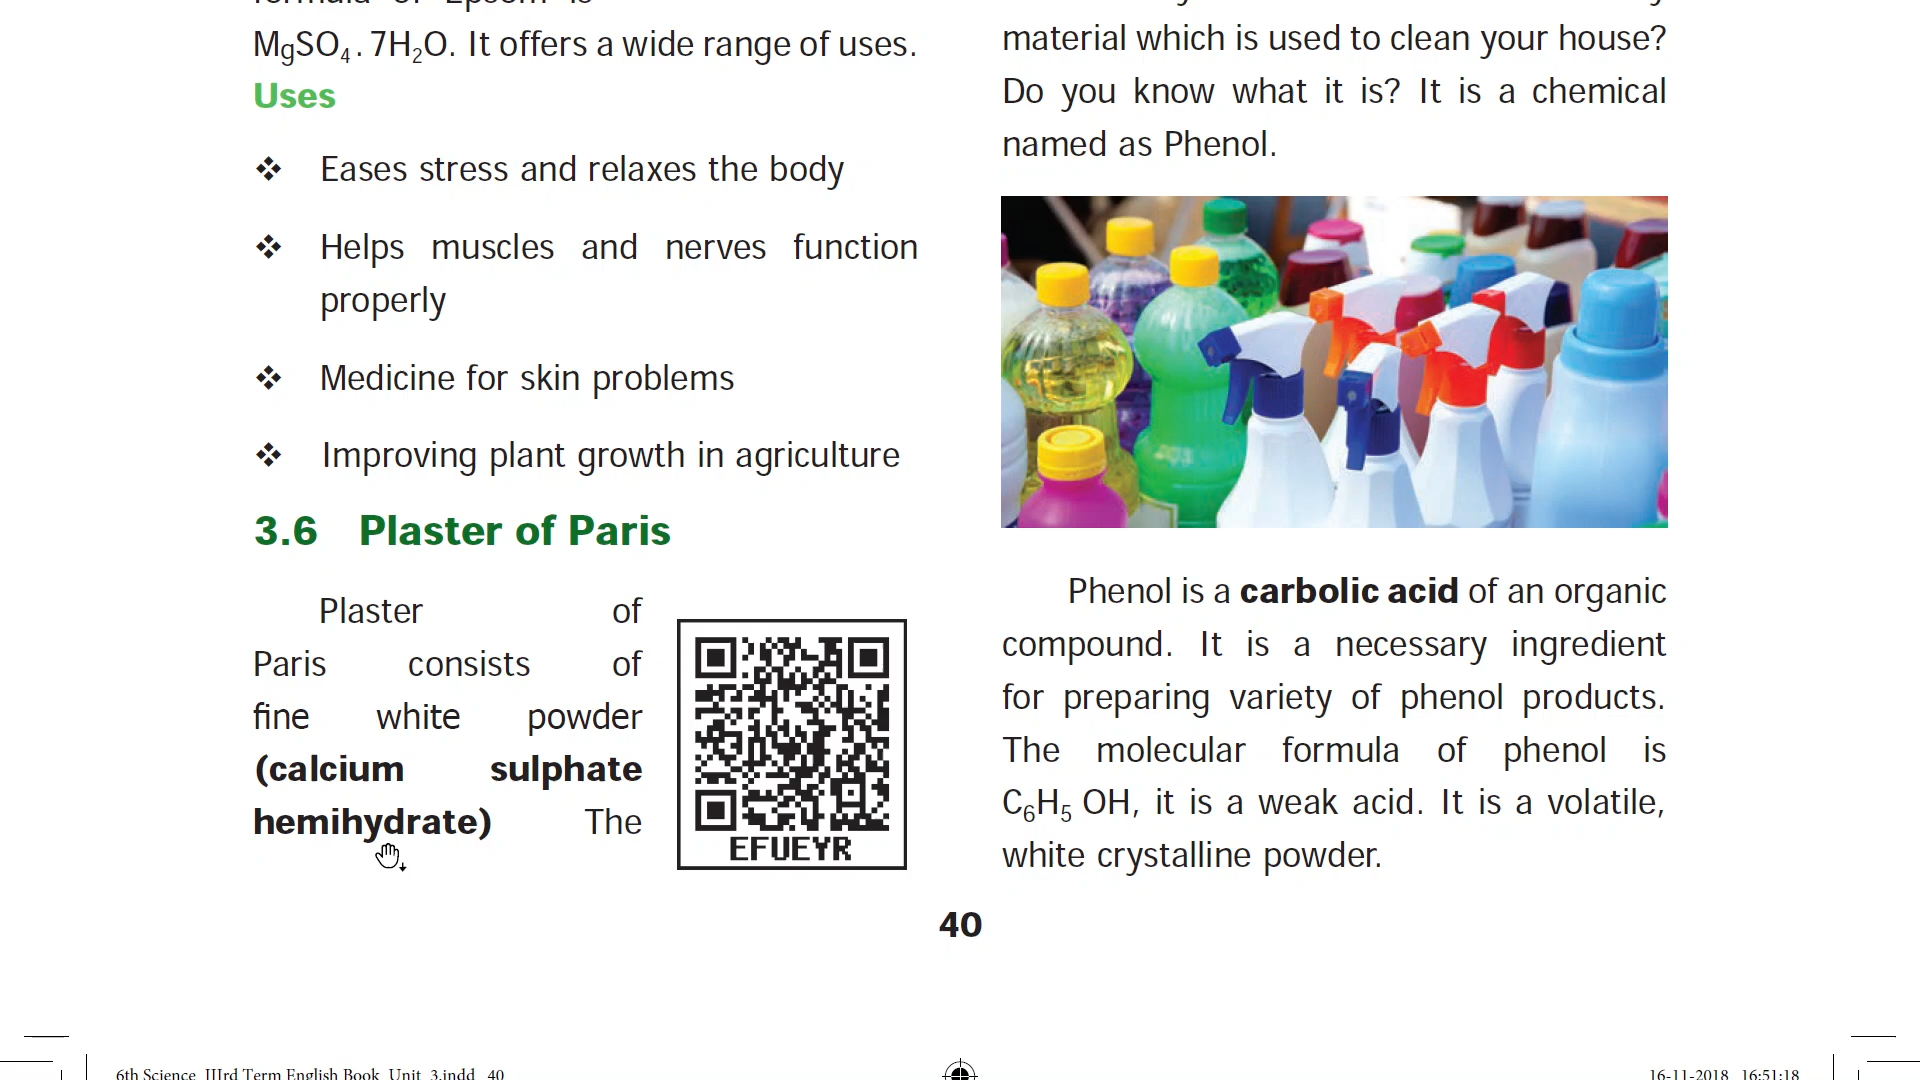 MgSO4. 7H2O. It offers a wide range of uses.
Uses
❖ Eases stress and relaxes the body
❖ Helps muscles and nerves function
properly
❖ Medicine for skin problems
❖ Improving plant growth in agriculture
3.6 Plaster of Paris
Plaster of
Paris consists of
fine white powder
(calcium sulphate
hemihydrate) The
EFUEYR
material which is used to clean your house?
Do you know what it is? It is a chemical
named as Phenol.
Phenol is a carbolic acid of an organic
compound. It is a necessary ingredient
for preparing variety of phenol products.
The molecular formula of phenol is
C6H5 OH, it is a weak acid. It is a volatile,
white crystalline powder.
40
6th Science_IIIrd Term English Book_Unit_3.indd 40
16-11-2018 16:51:18